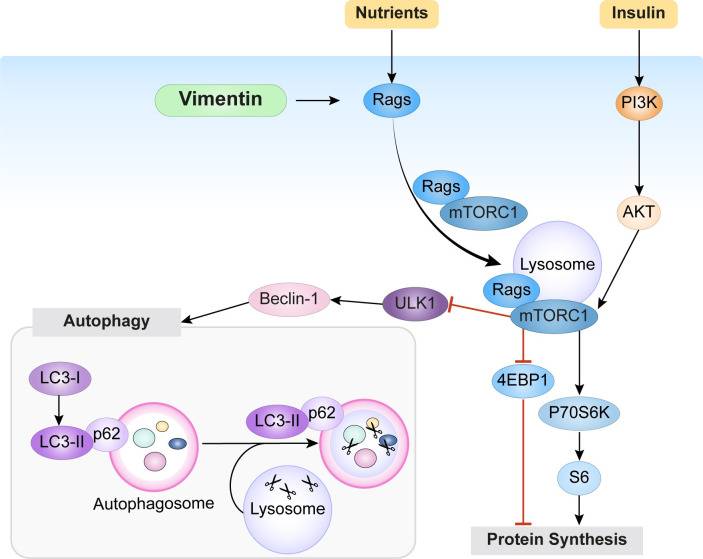 Nutrients
Insulin
Vimentin
Rags
PI3K
Rags
mTORC1
AKT
Lysosome
Rags
mTORC1
Beclin-1
ULK1
Autophagy
4EBP1
LC3-I
P70S6K
LC3-II
p62
LC3-II
p62
S6
Autophagosome
Lysosome
Protein Synthesis